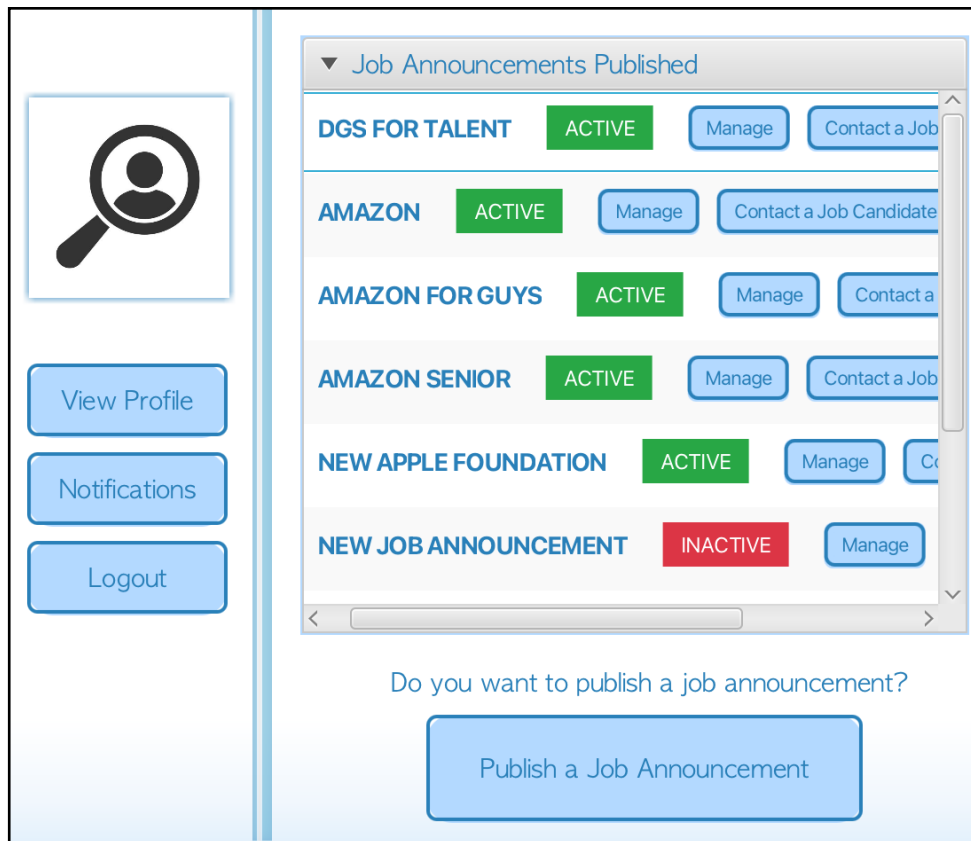 Job Announcements Published
DGS FOR TALENT ACTIVE Manage Contact a Job
AMAZON ACTIVE Manage Contact a Job Candidate
AMAZON FOR GUYS ACTIVE Manage Contact a
AMAZON SENIOR ACTIVE Manage Contact a Job
NEW APPLE FOUNDATION ACTIVE Manage
NEW JOB ANNOUNCEMENT INACTIVE Manage
View Profile
Notifications
Logout
Do you want to publish a job announcement?
Publish a Job Announcement